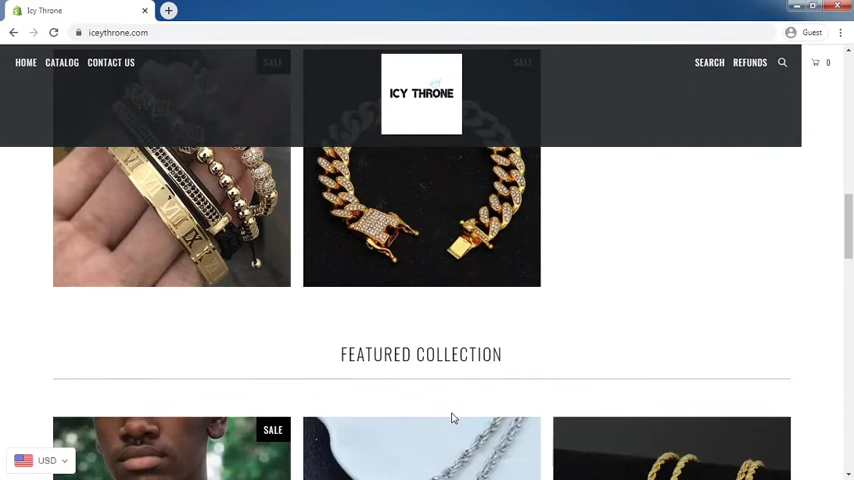 Icy Throne
iceythrone.com
Guest
HOME CATALOG CONTACT US
SALE
SALE
ICY THRONE
SEARCH REFUNDS
0
FEATURED COLLECTION
SALE
USD